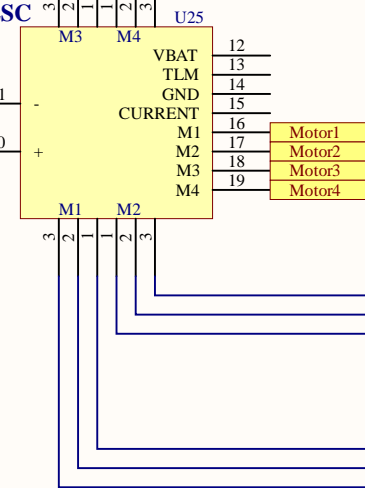 SC
3 2 1 1 2 3
U25
M3 M4
VBAT 12
TLM 13
GND 14
CURRENT 15
M1 16 Motor1
M2 17 Motor2
M3 18 Motor3
M4 19 Motor4
1 -
0 +
M1 M2
3 2 1 1 2 3